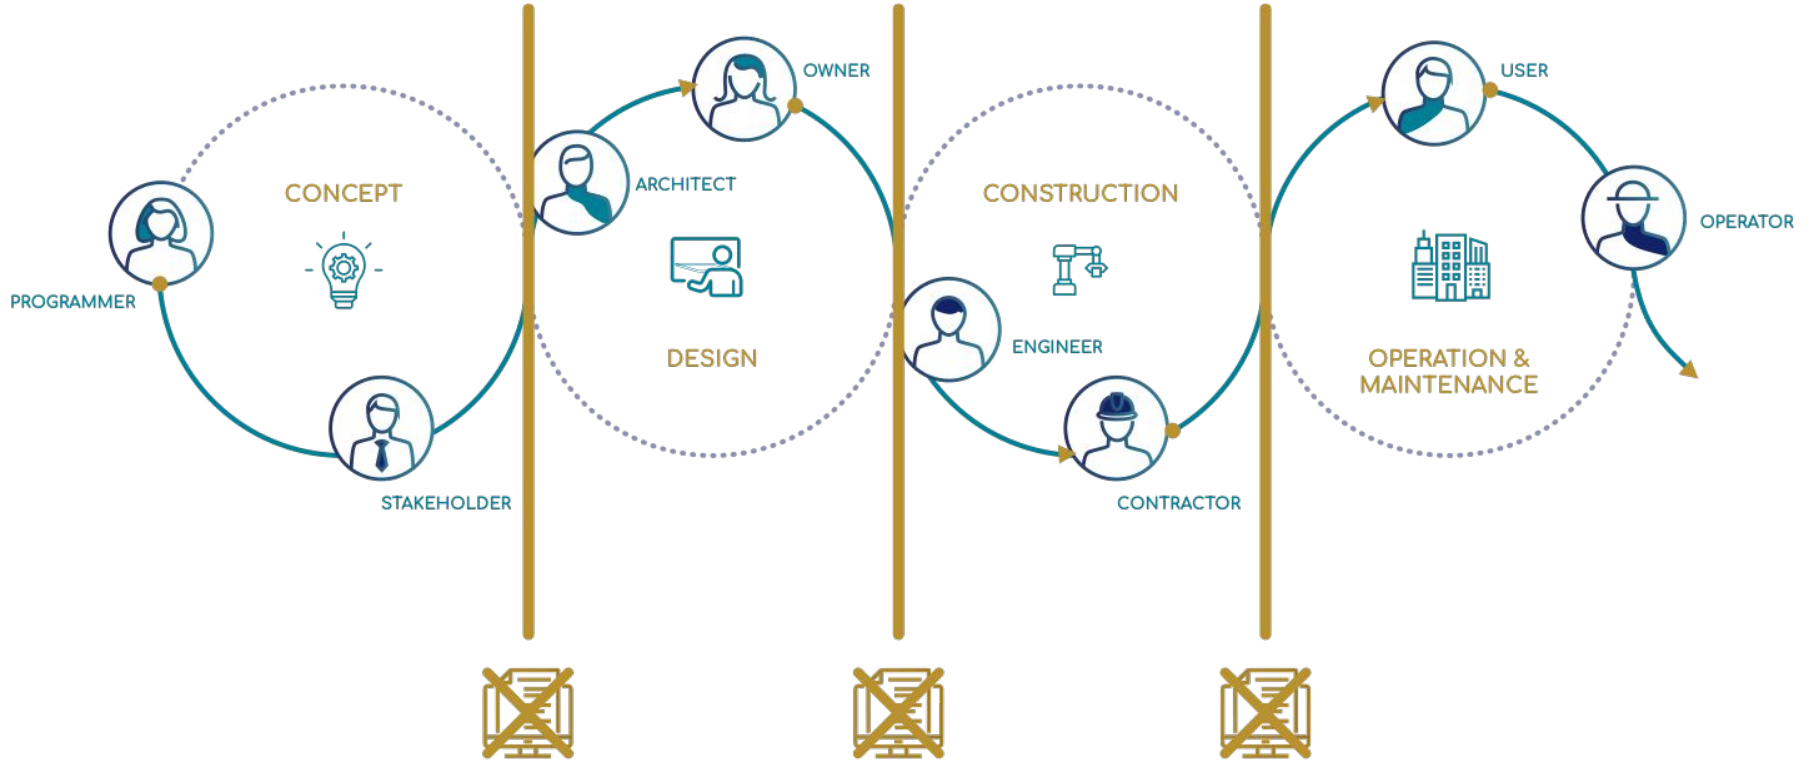 PROGRAMMER
CONCEPT
STAKEHOLDER
ARCHITECT
OWNER
DESIGN
CONSTRUCTION
ENGINEER
CONTRACTOR
USER
OPERATOR
OPERATION &
MAINTENANCE